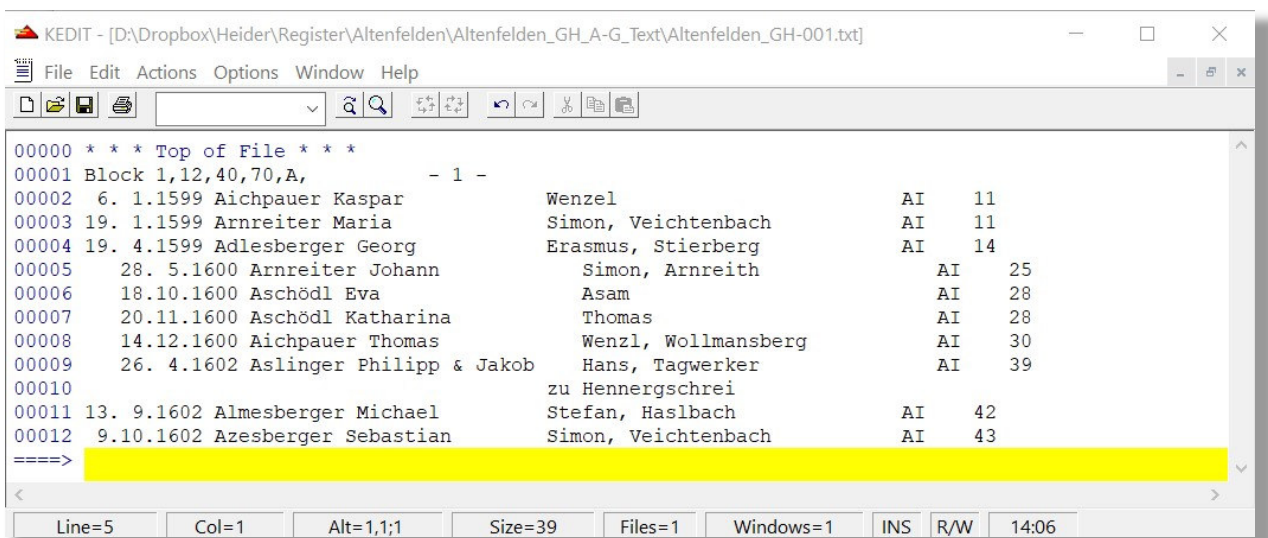 KEDIT - [D:\Dropbox\Heider\Register\Altenfelden\Altenfelden_GH_A-G_Text\Altenfelden_GH-001.txt]
File Edit Actions Options Window Help
00000 * * * Top of File * * *
00001 Block 1,12,40,70,A,             - 1 -
00002  6. 1.1599 Aichpauer Kaspar               Wenzel                         AI     11
00003 19. 1.1599 Arnreiter Maria                Simon, Veichtenbach            AI     11
00004 19. 4.1599 Adlesberger Georg              Erasmus, Stierberg             AI     14
00005     28. 5.1600 Arnreiter Johann               Simon, Arnreith                AI     25
00006     18.10.1600 Aschödl Eva                    Asam                           AI     28
00007     20.11.1600 Aschödl Katharina              Thomas                         AI     28
00008     14.12.1600 Aichpauer Thomas               Wenzl, Wollmansberg            AI     30
00009     26. 4.1602 Aslinger Philipp & Jakob     Hans, Tagwerker                AI     39
00010                                           zu Hennergschrei
00011 13. 9.1602 Almesberger Michael            Stefan, Haslbach               AI     42
00012  9.10.1602 Azesberger Sebastian           Simon, Veichtenbach            AI     43
====>
Line=5 Col=1 Alt=1,1;1 Size=39 Files=1 Windows=1 INS R/W 14:06